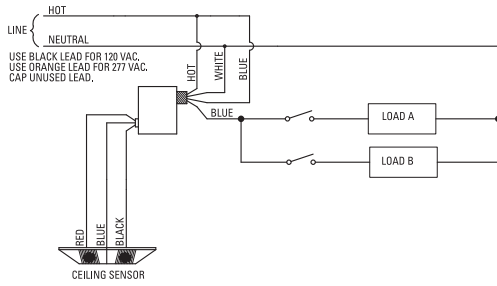 HOT
LINE
NEUTRAL
USE BLACK LEAD FOR 120 VAC.
USE ORANGE LEAD FOR 277 VAC.
CAP UNUSED LEAD.
HOT
WHITE
BLUE
BLUE
LOAD A
LOAD B
RED
BLUE
BLACK
CEILING SENSOR